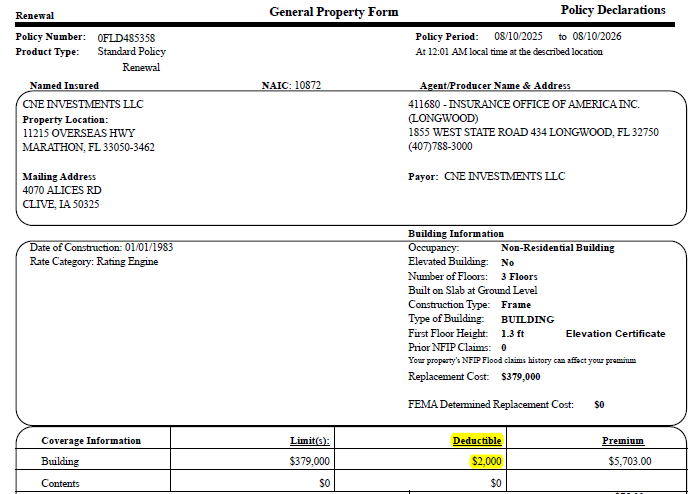 Renewal General Property Form Policy Declarations
Policy Number: 0FLD485358 Policy Period: 08/10/2025 to 08/10/2026
Product Type: Standard Policy At 12:01 AM local time at the described location
Renewal
Named Insured NAIC: 10872 Agent/Producer Name & Address
CNE INVESTMENTS LLC 411680 - INSURANCE OFFICE OF AMERICA INC.
Property Location: (LONGWOOD)
11215 OVERSEAS HWY 1855 WEST STATE ROAD 434 LONGWOOD, FL 32750
MARATHON, FL 33050-3462 (407)788-3000
Mailing Address Payor: CNE INVESTMENTS LLC
4070 ALICES RD
CLIVE, IA 50325
Building Information
Date of Construction: 01/01/1983 Occupancy: Non-Residential Building
Rate Category: Rating Engine Elevated Building: No
Number of Floors: 3 Floors
Built on Slab at Ground Level
Construction Type: Frame
Type of Building: BUILDING
First Floor Height: 1.3 ft Elevation Certificate
Prior NFIP Claims: 0
Your property's NFIP Flood claims history can affect your premium
Replacement Cost: $379,000
FEMA Determined Replacement Cost: $0
Coverage Information Limit(s): Deductible Premium
Building $379,000 $2,000 $5,703.00
Contents $0 $0